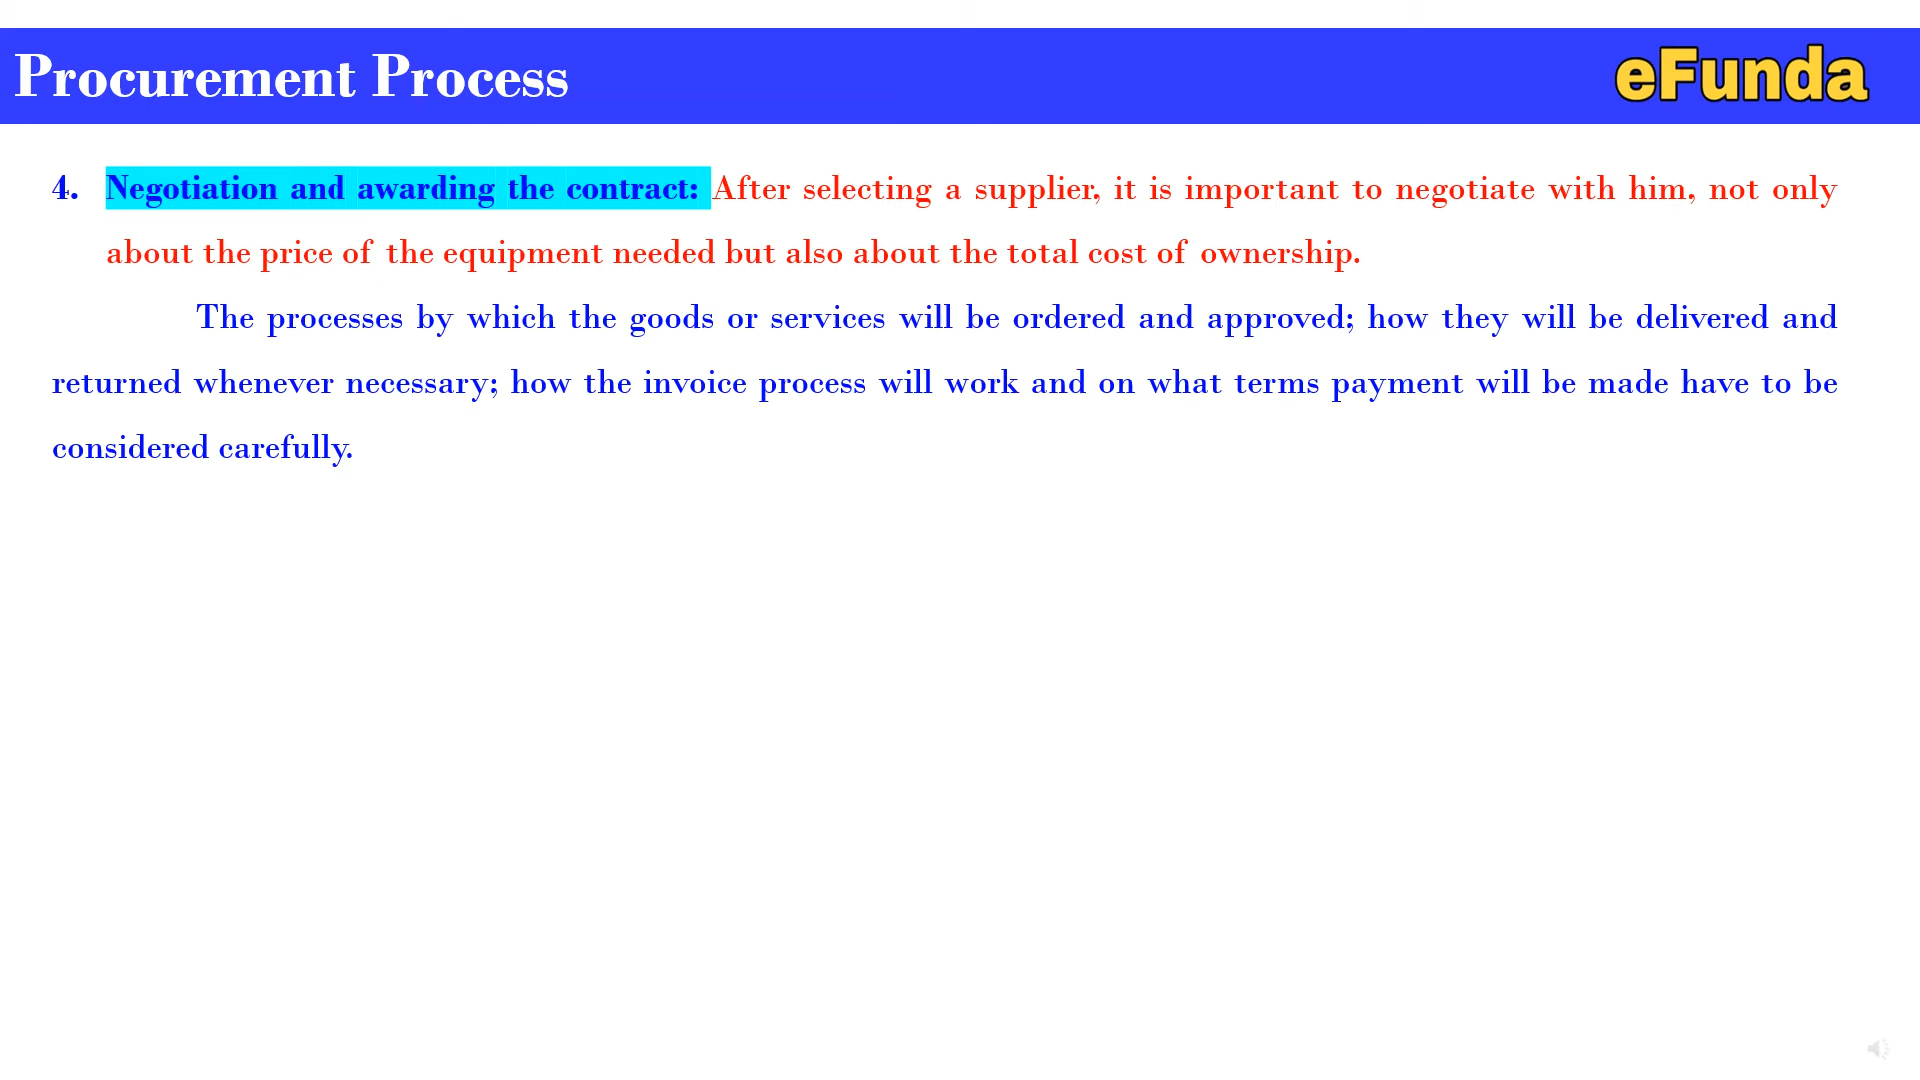 Procurement Process
eFunda
4. Negotiation and awarding the contract: After selecting a supplier, it is important to negotiate with him, not only
about the price of the equipment needed but also about the total cost of ownership.
The processes by which the goods or services will be ordered and approved; how they will be delivered and
returned whenever necessary; how the invoice process will work and on what terms payment will be made have to be
considered carefully.